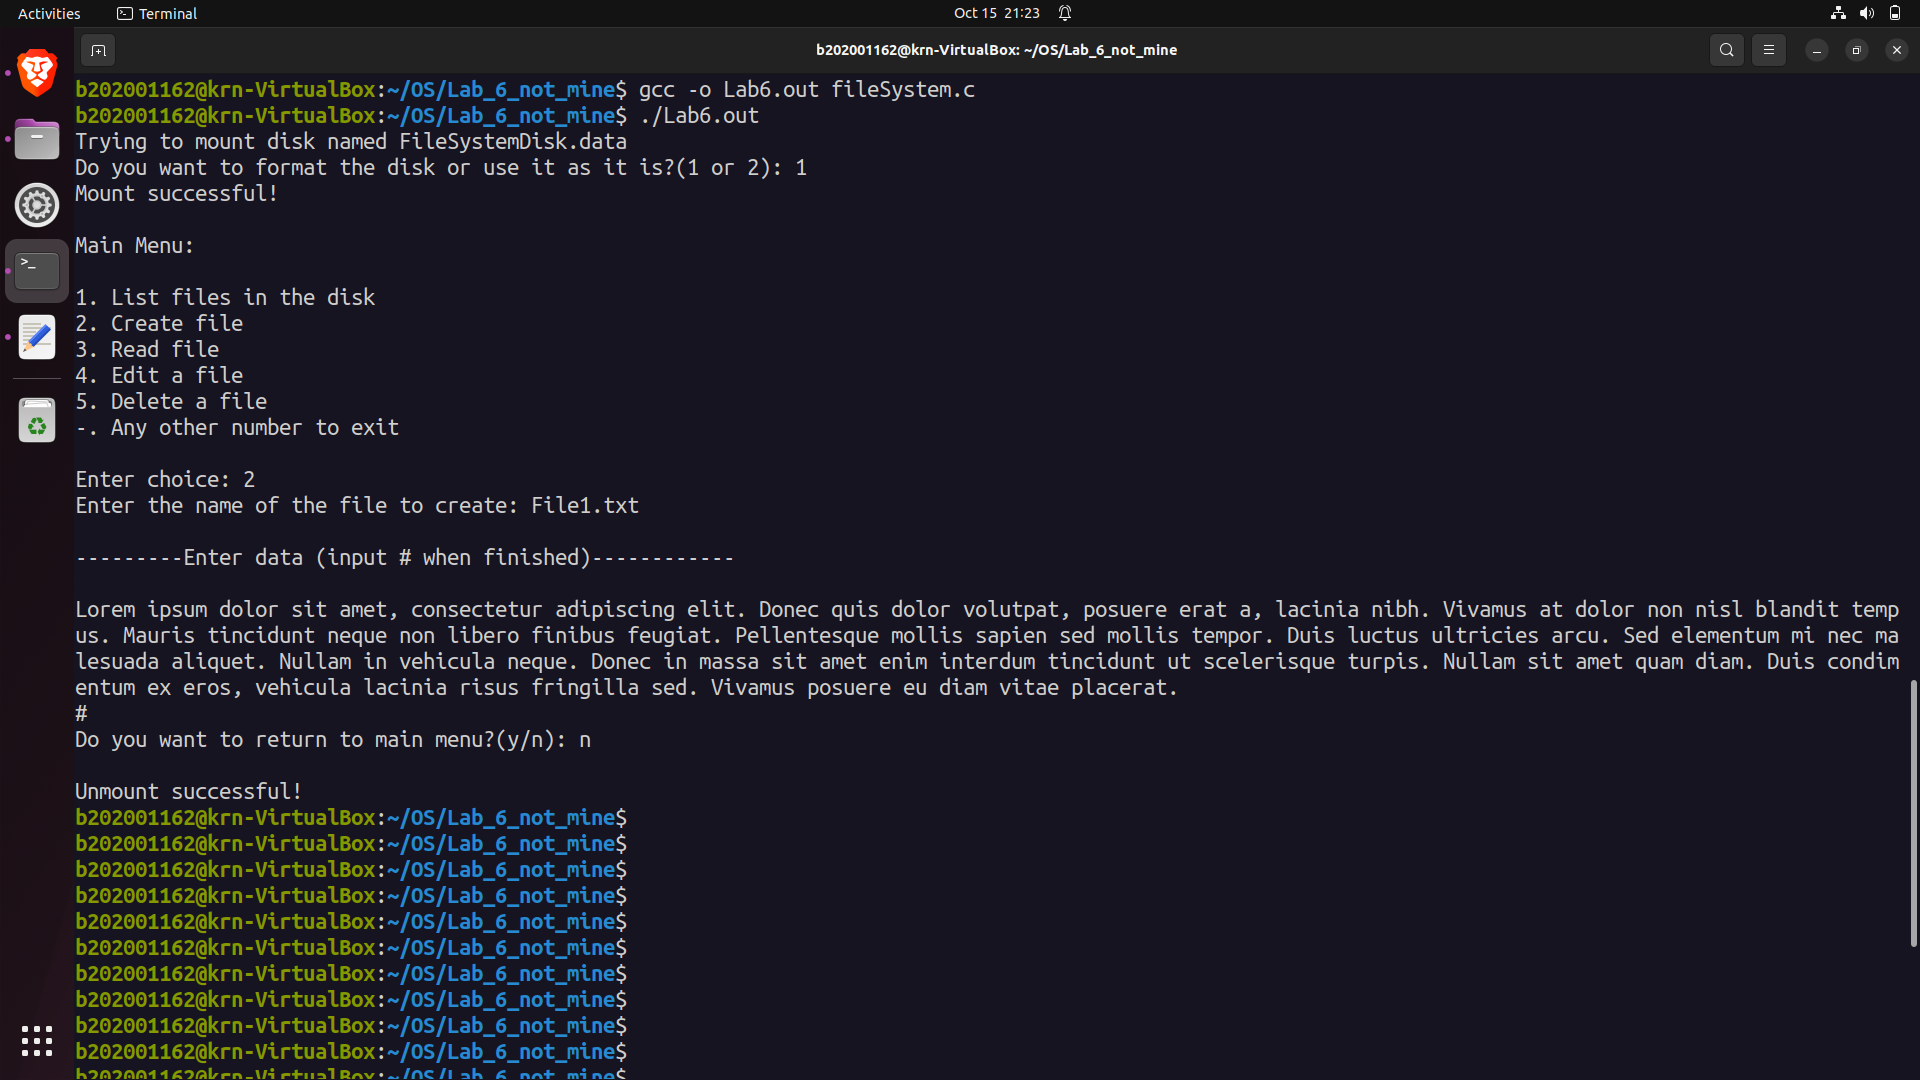 Activities
Terminal
Oct 15 21:23
b202001162@krn-VirtualBox: ~/OS/Lab_6_not_mine
b202001162@krn-VirtualBox:~/OS/Lab_6_not_mine$ gcc -o Lab6.out fileSystem.c
b202001162@krn-VirtualBox:~/OS/Lab_6_not_mine$ ./Lab6.out
Trying to mount disk named FileSystemDisk.data
Do you want to format the disk or use it as it is?(1 or 2): 1
Mount successful!
Main Menu:
1. List files in the disk
2. Create file
3. Read file
4. Edit a file
5. Delete a file
-. Any other number to exit
Enter choice: 2
Enter the name of the file to create: File1.txt
---------Enter data (input # when finished)------------
Lorem ipsum dolor sit amet, consectetur adipiscing elit. Donec quis dolor volutpat, posuere erat a, lacinia nibh. Vivamus at dolor non nisl blandit temp
us. Mauris tincidunt neque non libero finibus feugiat. Pellentesque mollis sapien sed mollis tempor. Duis luctus ultricies arcu. Sed elementum mi nec ma
lesuada aliquet. Nullam in vehicula neque. Donec in massa sit amet enim interdum tincidunt ut scelerisque turpis. Nullam sit amet quam diam. Duis condim
entum ex eros, vehicula lacinia risus fringilla sed. Vivamus posuere eu diam vitae placerat.
#
Do you want to return to main menu?(y/n): n
Unmount successful!
b202001162@krn-VirtualBox:~/OS/Lab_6_not_mine$
b202001162@krn-VirtualBox:~/OS/Lab_6_not_mine$
b202001162@krn-VirtualBox:~/OS/Lab_6_not_mine$
b202001162@krn-VirtualBox:~/OS/Lab_6_not_mine$
b202001162@krn-VirtualBox:~/OS/Lab_6_not_mine$
b202001162@krn-VirtualBox:~/OS/Lab_6_not_mine$
b202001162@krn-VirtualBox:~/OS/Lab_6_not_mine$
b202001162@krn-VirtualBox:~/OS/Lab_6_not_mine$
b202001162@krn-VirtualBox:~/OS/Lab_6_not_mine$
b202001162@krn-VirtualBox:~/OS/Lab_6_not_mine$
b202001162@krn-VirtualBox:~/OS/Lab_6_not_mine$